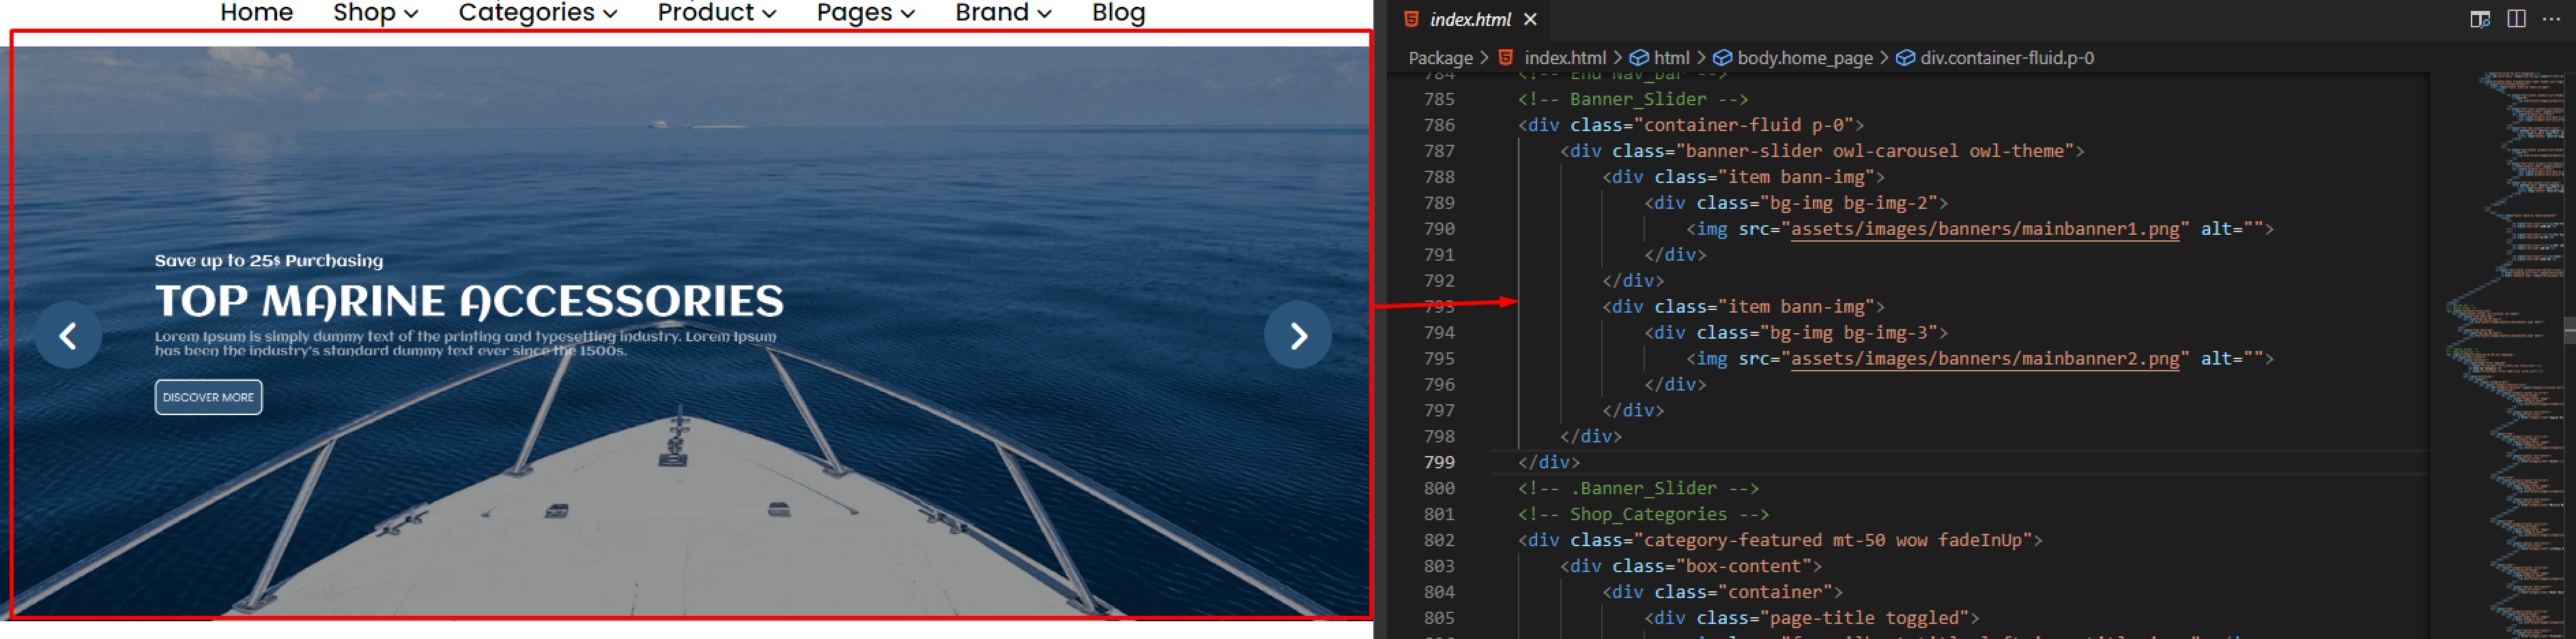 Home Shop Categories Product Pages Brand Blog
Save up to 25$ Purchasing
TOP MARINE ACCESSORIES
Lorem Ipsum is simply dummy text of the printing and typesetting industry. Lorem Ipsum
has been the industry's standard dummy text ever since the 1500s.
DISCOVER MORE
index.html
Package > index.html > html > body.home_page > div.container-fluid.p-0
784 <!-- End Nav_bar -->
785 <!-- Banner_Slider -->
786 <div class="container-fluid p-0">
787 <div class="banner-slider owl-carousel owl-theme">
788 <div class="item bann-img">
789 <div class="bg-img bg-img-2">
790 <img src="assets/images/banners/mainbanner1.png" alt="">
791 </div>
792 </div>
793 <div class="item bann-img">
794 <div class="bg-img bg-img-3">
795 <img src="assets/images/banners/mainbanner2.png" alt="">
796 </div>
797 </div>
798 </div>
799 </div>
800 <!-- .Banner_Slider -->
801 <!-- Shop_Categories -->
802 <div class="category-featured mt-50 wow fadeInUp">
803 <div class="box-content">
804 <div class="container">
805 <div class="page-title toggled">